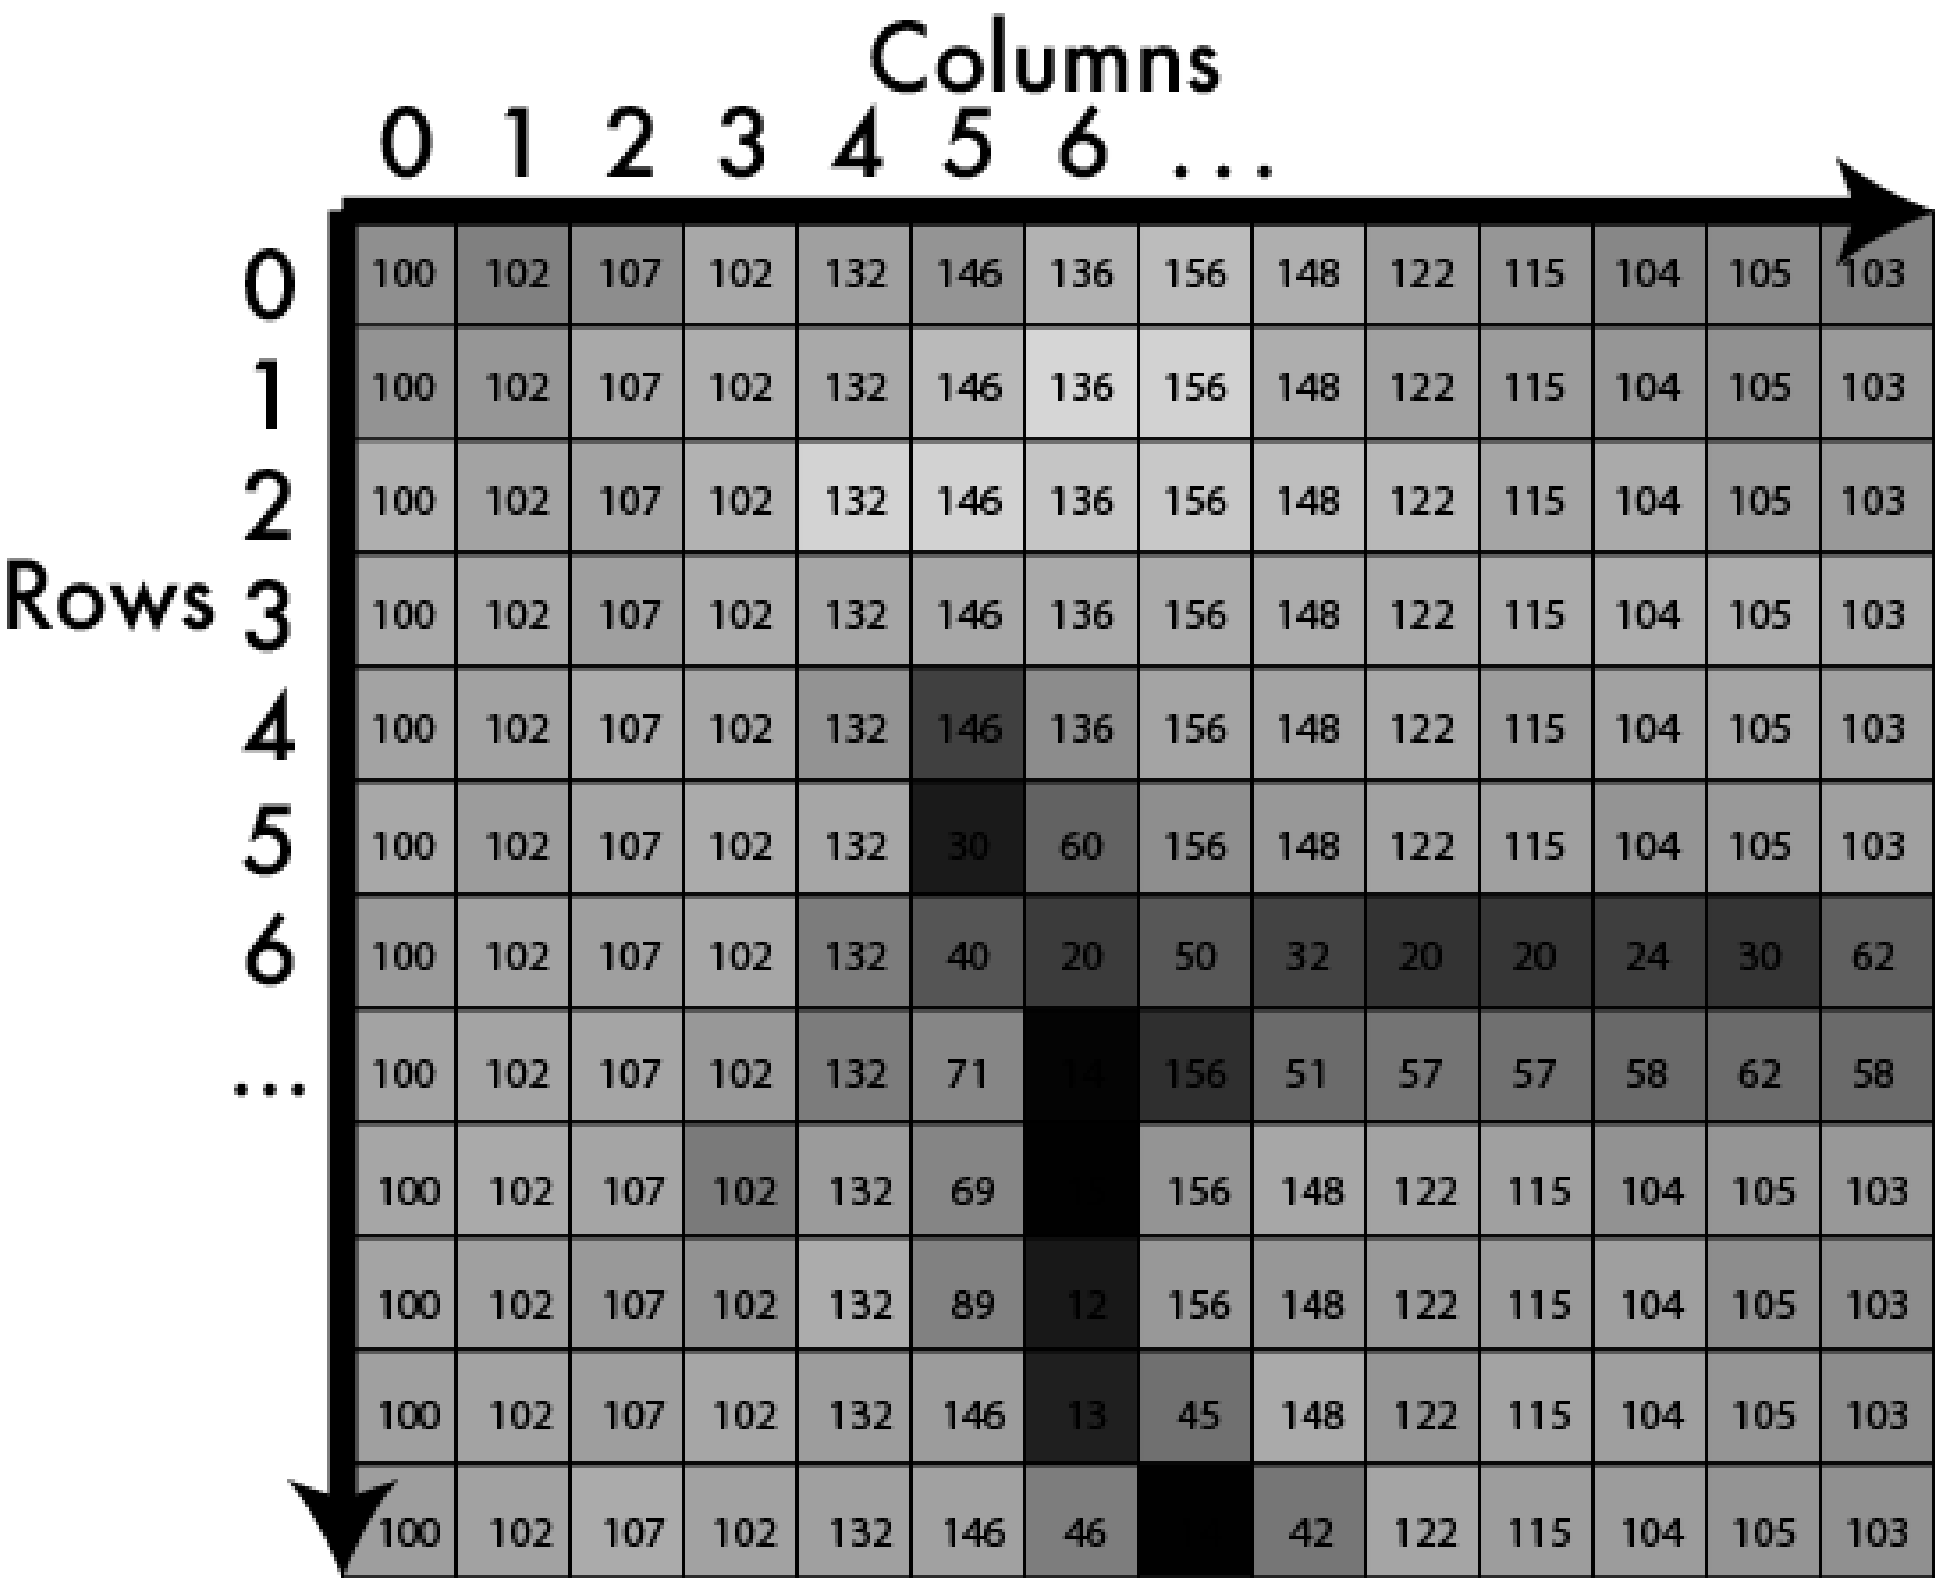 Columns
0 1 2 3 4 5 6 ...
0 100 102 107 102 132 146 136 156 148 122 115 104 105 103
1 100 102 107 102 132 146 136 156 148 122 115 104 105 103
2 100 102 107 102 132 146 136 156 148 122 115 104 105 103
Rows
3 100 102 107 102 132 146 136 156 148 122 115 104 105 103
4 100 102 107 102 132 146 136 156 148 122 115 104 105 103
5 100 102 107 102 132 30 60 156 148 122 115 104 105 103
6 100 102 107 102 132 40 20 50 32 20 20 24 30 62
... 100 102 107 102 132 71 14 156 51 57 57 58 62 58
100 102 107 102 132 69 156 148 122 115 104 105 103
100 102 107 102 132 89 12 156 148 122 115 104 105 103
100 102 107 102 132 146 13 45 148 122 115 104 105 103
100 102 107 102 132 146 46 42 122 115 104 105 103